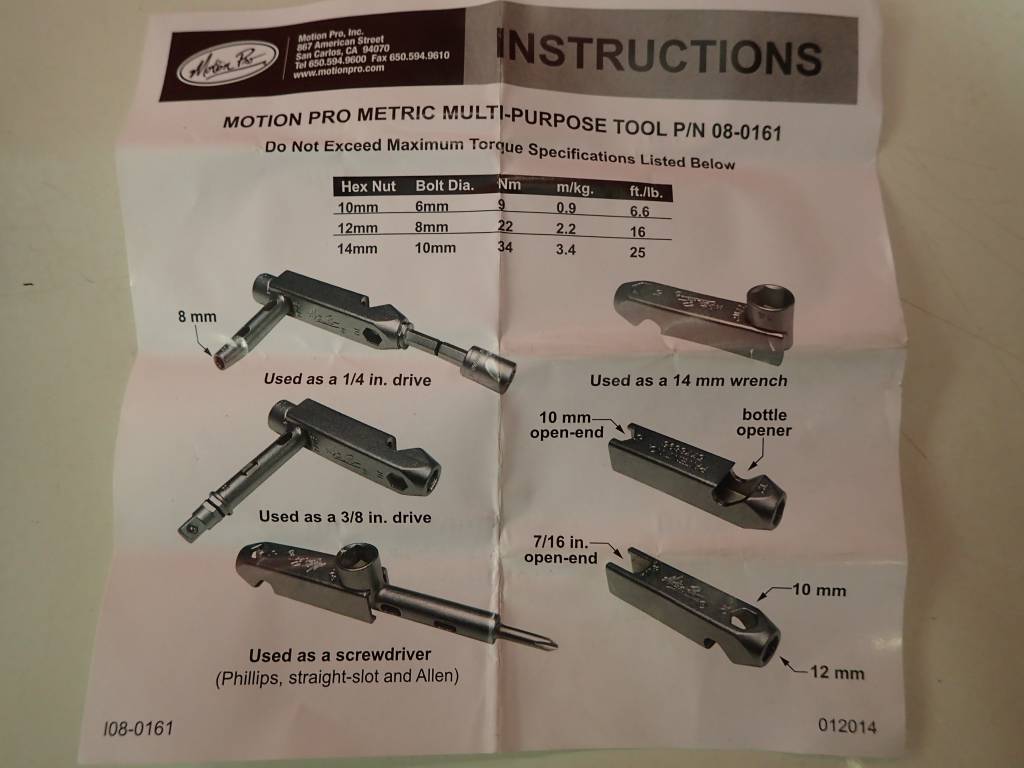 Motion Pro
Motion Pro, Inc.
867 American Street
San Carlos, CA 94070
Tel 650.594.9600 Fax 650.594.9610
www.motionpro.com
INSTRUCTIONS
MOTION PRO METRIC MULTI-PURPOSE TOOL P/N 08-0161
Do Not Exceed Maximum Torque Specifications Listed Below
Hex Nut Bolt Dia. Nm m/kg. ft./lb.
10mm 6mm 9 0.9 6.6
12mm 8mm 22 2.2 16
14mm 10mm 34 3.4 25
8 mm
Used as a 1/4 in. drive
Used as a 14 mm wrench
10 mm
open-end
bottle
opener
Used as a 3/8 in. drive
7/16 in.
open-end
10 mm
12 mm
Used as a screwdriver
(Phillips, straight-slot and Allen)
I08-0161
012014